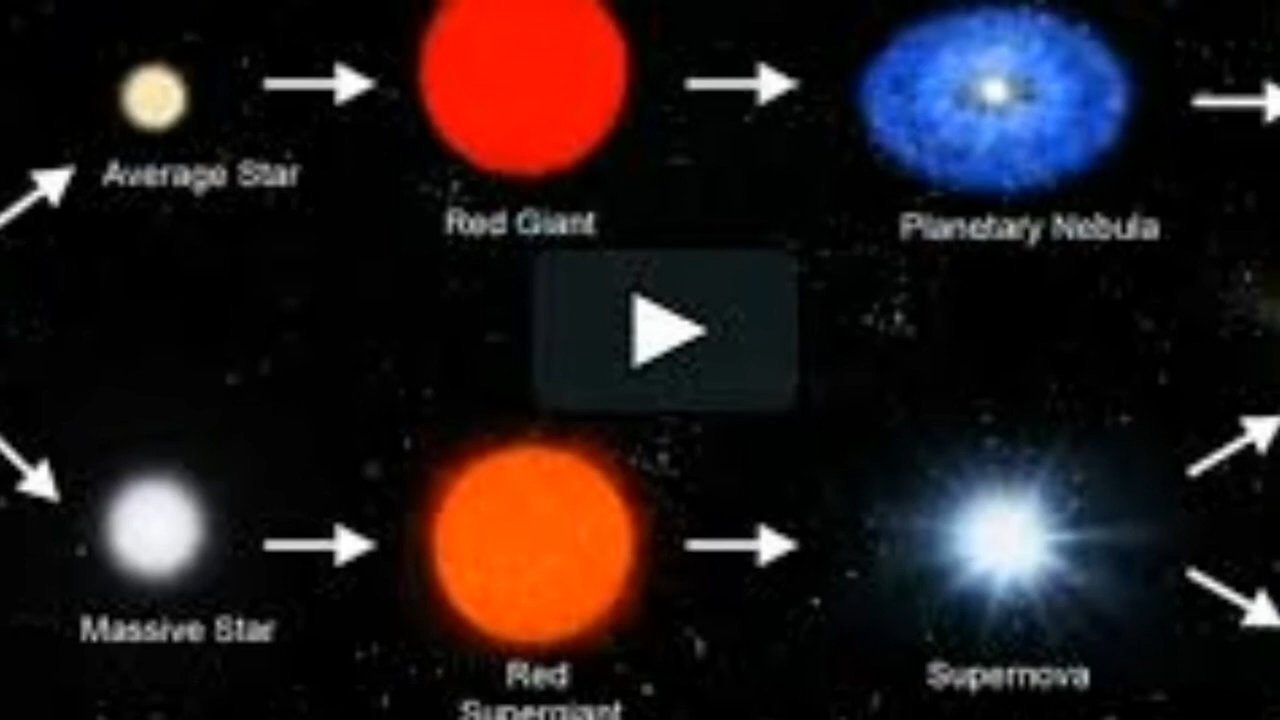 Average Star
Red Giant
Planetary Nebula
Massive Star
Red
Supergiant
Supernova